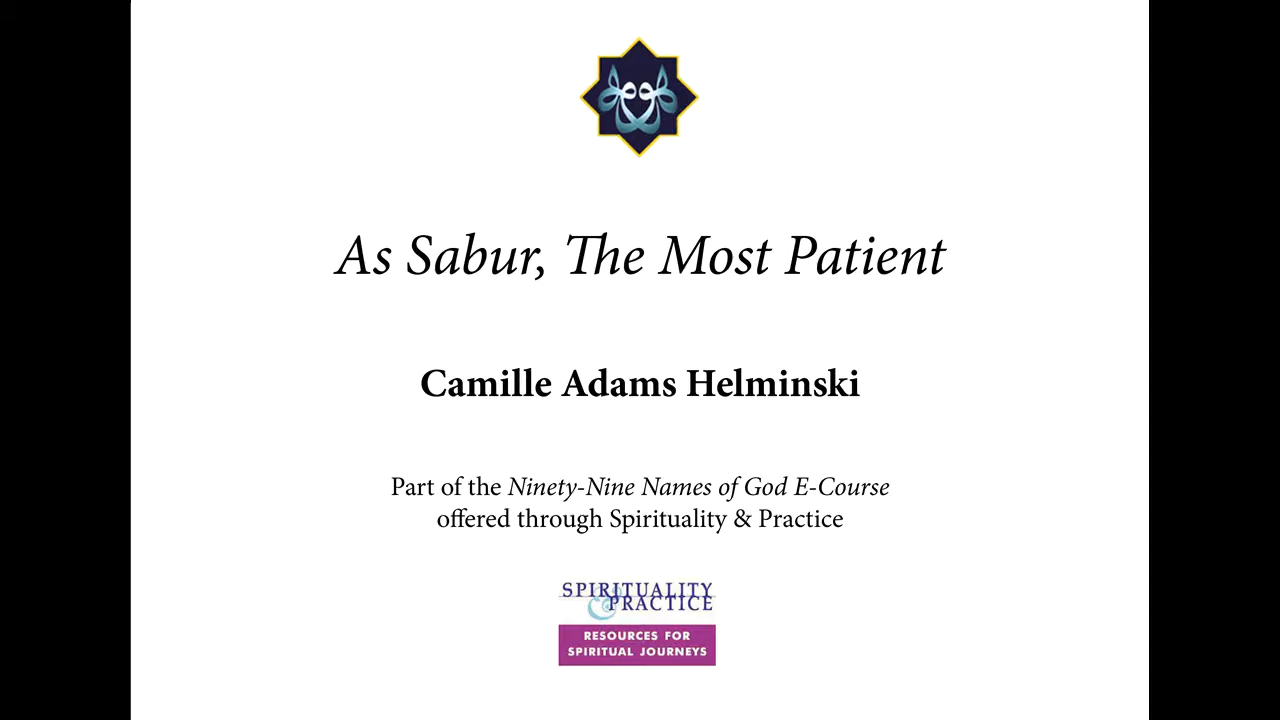 As Sabur, The Most Patient
Camille Adams Helminski
Part of the Ninety-Nine Names of God E-Course
offered through Spirituality & Practice
SPIRITUALITY
& PRACTICE
RESOURCES FOR
SPIRITUAL JOURNEYS